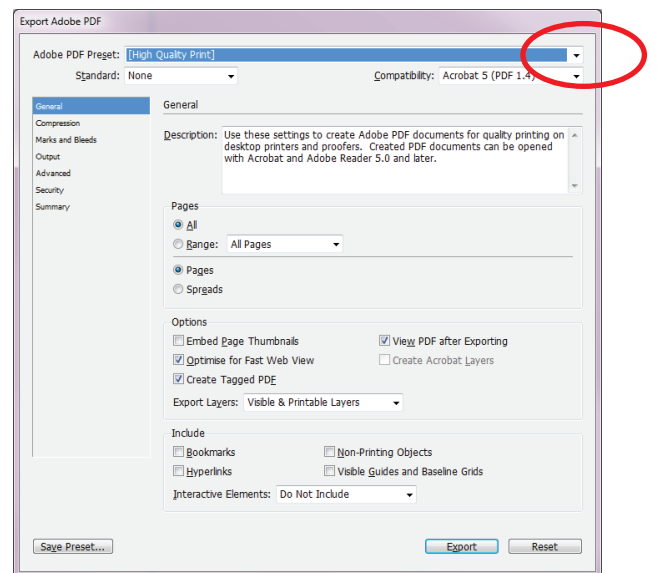 Export Adobe PDF
Adobe PDF Preset: [High Quality Print]
Standard: None Compatibility: Acrobat 5 (PDF 1.4)
General
Compression
Marks and Bleeds
Output
Advanced
Security
Summary
General
Description: Use these settings to create Adobe PDF documents for quality printing on
desktop printers and proofers. Created PDF documents can be opened
with Acrobat and Adobe Reader 5.0 and later.
Pages
All
Range: All Pages
Pages
Spreads
Options
Embed Page Thumbnails View PDF after Exporting
Optimise for Fast Web View Create Acrobat Layers
Create Tagged PDF
Export Layers: Visible & Printable Layers
Include
Bookmarks Non-Printing Objects
Hyperlinks Visible Guides and Baseline Grids
Interactive Elements: Do Not Include
Save Preset... Export Reset